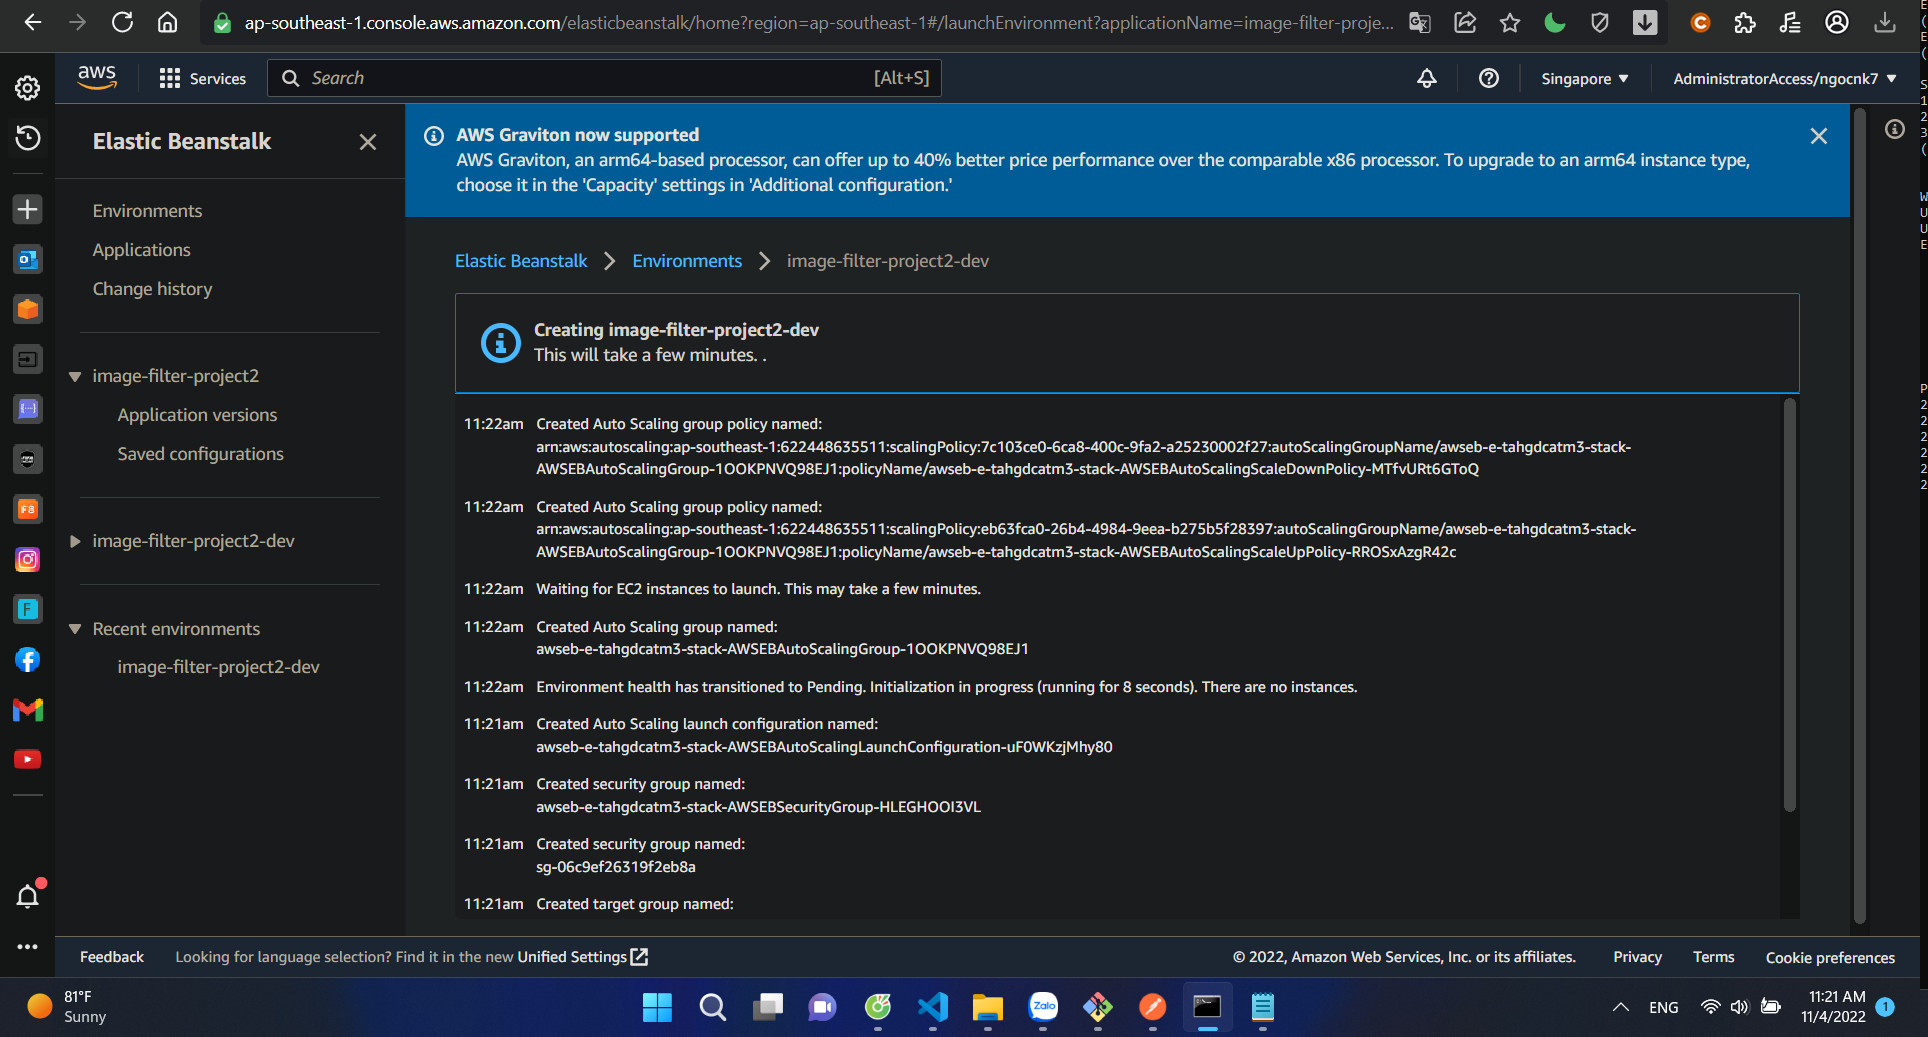 ap-southeast-1.console.aws.amazon.com/elasticbeanstalk/home?region=ap-southeast-1#/launchEnvironment?applicationName=image-filter-proje...
aws
Services
Search
[Alt+S]
Singapore ▼
AdministratorAccess/ngocnk7 ▼
Elastic Beanstalk
Environments
Applications
Change history
image-filter-project2
Application versions
Saved configurations
image-filter-project2-dev
Recent environments
image-filter-project2-dev
AWS Graviton now supported
AWS Graviton, an arm64-based processor, can offer up to 40% better price performance over the comparable x86 processor. To upgrade to an arm64 instance type,
choose it in the 'Capacity' settings in 'Additional configuration.'
Elastic Beanstalk > Environments > image-filter-project2-dev
Creating image-filter-project2-dev
This will take a few minutes. .
11:22am Created Auto Scaling group policy named:
arn:aws:autoscaling:ap-southeast-1:622448635511:scalingPolicy:7c103ce0-6ca8-400c-9fa2-a25230002f27:autoScalingGroupName/awseb-e-tahgdcatm3-stack-
AWSEBAutoScalingGroup-1OOKPNVQ98EJ1:policyName/awseb-e-tahgdcatm3-stack-AWSEBAutoScalingScaleDownPolicy-MTfvURt6GToQ
11:22am Created Auto Scaling group policy named:
arn:aws:autoscaling:ap-southeast-1:622448635511:scalingPolicy:eb63fca0-26b4-4984-9eea-b275b5f28397:autoScalingGroupName/awseb-e-tahgdcatm3-stack-
AWSEBAutoScalingGroup-1OOKPNVQ98EJ1:policyName/awseb-e-tahgdcatm3-stack-AWSEBAutoScalingScaleUpPolicy-RROSxAzgR42c
11:22am Waiting for EC2 instances to launch. This may take a few minutes.
11:22am Created Auto Scaling group named:
awseb-e-tahgdcatm3-stack-AWSEBAutoScalingGroup-1OOKPNVQ98EJ1
11:22am Environment health has transitioned to Pending. Initialization in progress (running for 8 seconds). There are no instances.
11:21am Created Auto Scaling launch configuration named:
awseb-e-tahgdcatm3-stack-AWSEBAutoScalingLaunchConfiguration-uF0WKzjMhy80
11:21am Created security group named:
awseb-e-tahgdcatm3-stack-AWSEBSecurityGroup-HLEGHOOI3VL
11:21am Created security group named:
sg-06c9ef26319f2eb8a
11:21am Created target group named:
Feedback
Looking for language selection? Find it in the new Unified Settings
© 2022, Amazon Web Services, Inc. or its affiliates.
Privacy
Terms
Cookie preferences
81°F
Sunny
Zalo
ENG
11:21 AM
11/4/2022
1